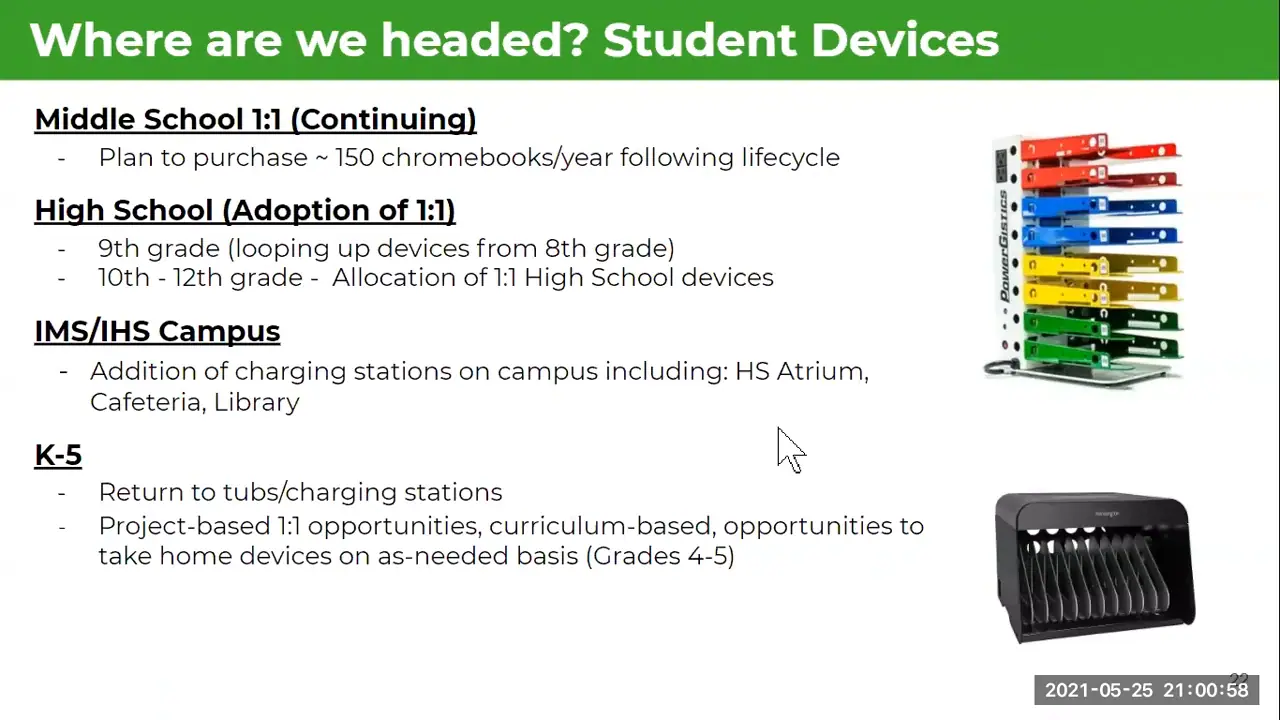 Where are we headed? Student Devices
Middle School 1:1 (Continuing)
- Plan to purchase ~ 150 chromebooks/year following lifecycle
High School (Adoption of 1:1)
- 9th grade (looping up devices from 8th grade)
- 10th - 12th grade - Allocation of 1:1 High School devices
IMS/IHS Campus
- Addition of charging stations on campus including: HS Atrium,
Cafeteria, Library
K-5
- Return to tubs/charging stations
- Project-based 1:1 opportunities, curriculum-based, opportunities to
take home devices on as-needed basis (Grades 4-5)
PowerGistics
Kensington
22
2021-05-25 21:00:58